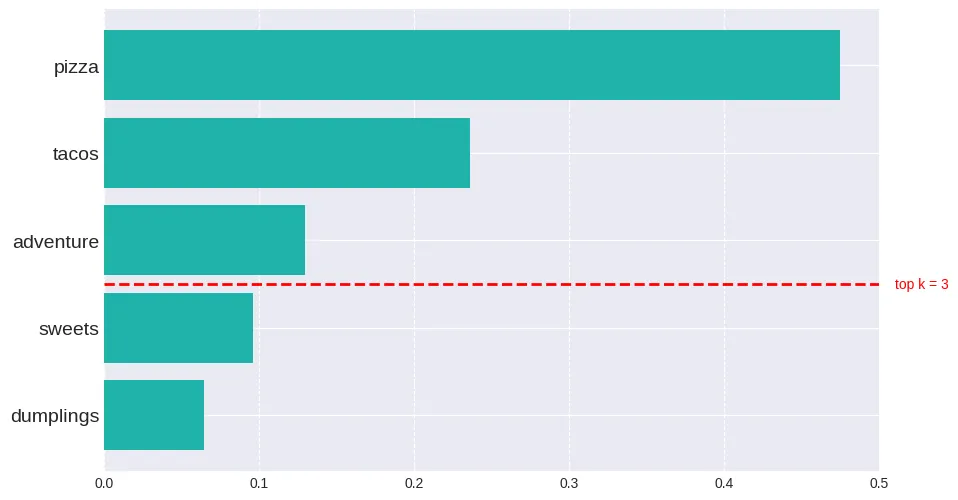 pizza
tacos
adventure
top k = 3
sweets
dumplings
0.0 0.1 0.2 0.3 0.4 0.5